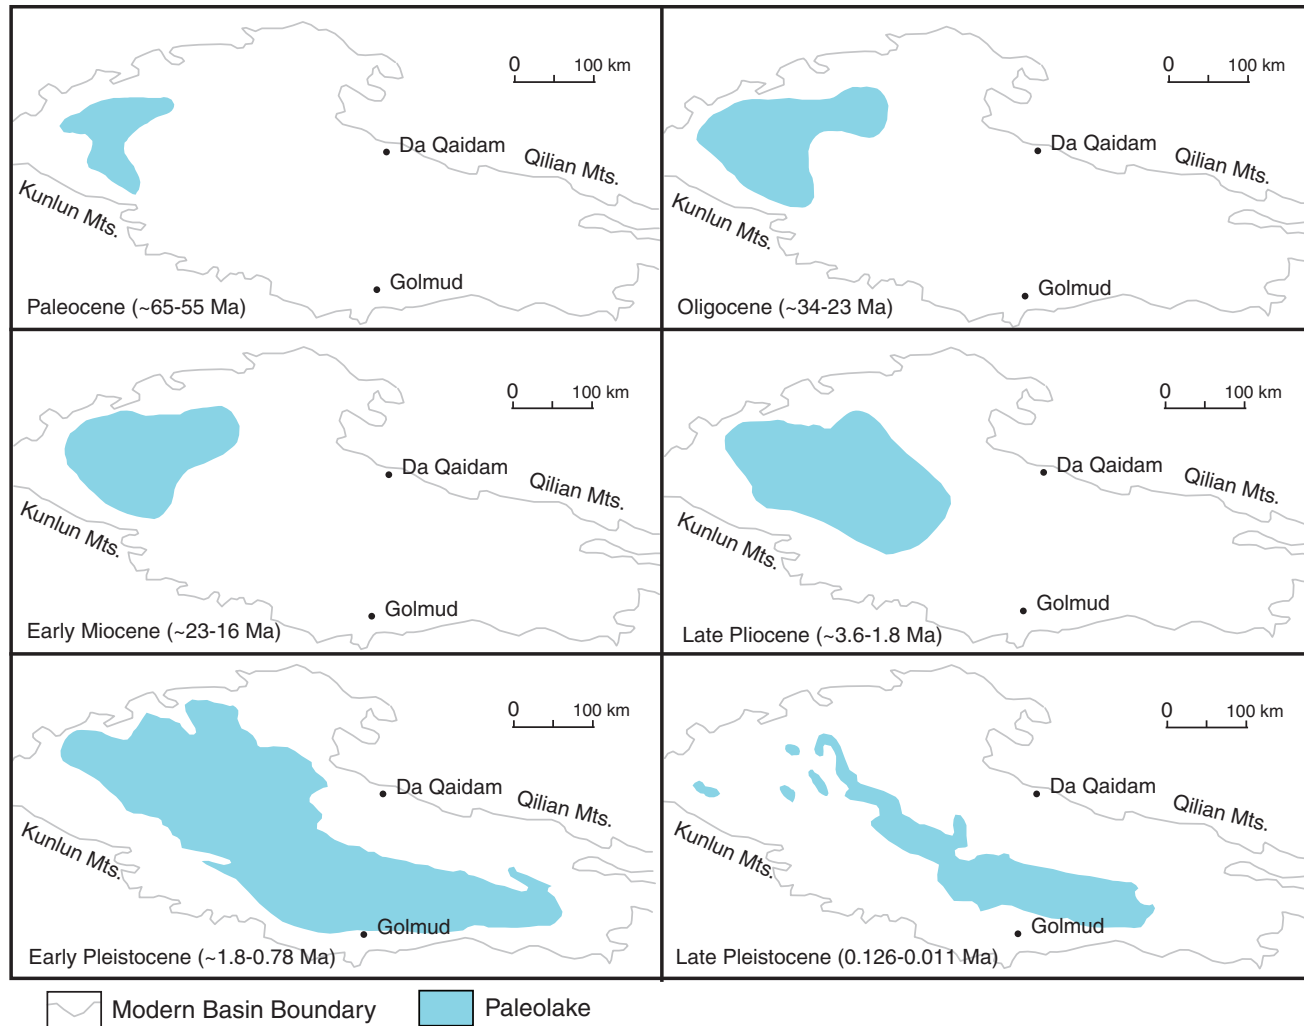 0 100 km
Da Qaidam
Qilian Mts.
Kunlun Mts.
Golmud
Paleocene (~65-55 Ma)
0 100 km
Da Qaidam
Qilian Mts.
Kunlun Mts.
Golmud
Oligocene (~34-23 Ma)
0 100 km
Da Qaidam
Qilian Mts.
Kunlun Mts.
Golmud
Early Miocene (~23-16 Ma)
0 100 km
Da Qaidam
Qilian Mts.
Kunlun Mts.
Golmud
Late Pliocene (~3.6-1.8 Ma)
0 100 km
Da Qaidam
Qilian Mts.
Kunlun Mts.
Golmud
Early Pleistocene (~1.8-0.78 Ma)
0 100 km
Da Qaidam
Qilian Mts.
Kunlun Mts.
Golmud
Late Pleistocene (0.126-0.011 Ma)
Modern Basin Boundary
Paleolake